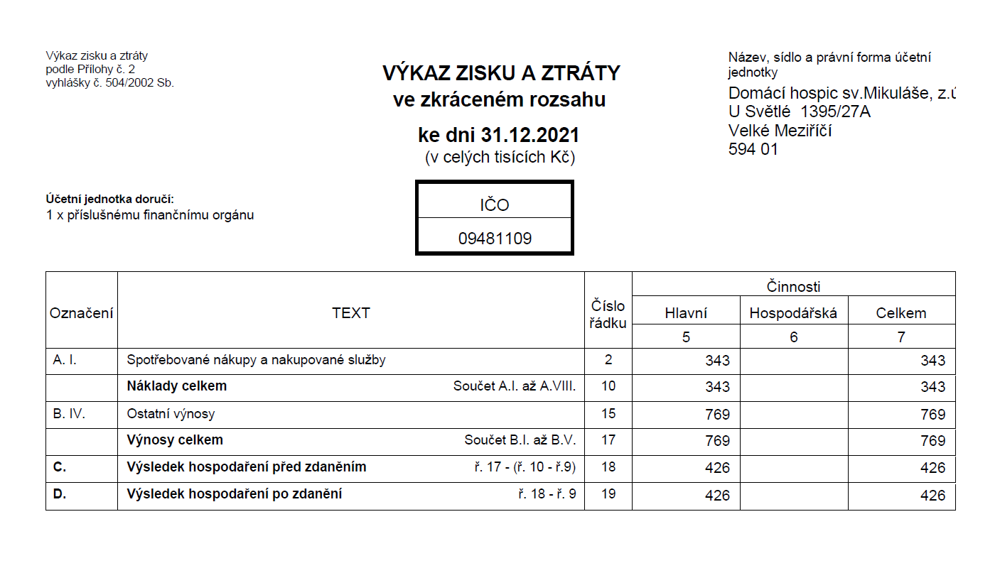 Výkaz zisku a ztráty
podle Přílohy č. 2
vyhlášky č. 504/2002 Sb.
VÝKAZ ZISKU A ZTRÁTY
ve zkráceném rozsahu
ke dni 31.12.2021
(v celých tisících Kč)
Název, sídlo a právní forma účetní
jednotky
Domácí hospic sv.Mikuláše,
U Světlé 1395/27A
Velké Meziříčí
594 01
Účetní jednotka doručí:
1 x příslušnému finančnímu orgánu
IČO
09481109
Označení TEXT Číslo řádku Činnosti
Hlavní Hospodářská Celkem
5 6 7
A. I. Spotřebované nákupy a nakupované služby 2 343 343
Náklady celkem Součet A.I. až A.VIII. 10 343 343
B. IV. Ostatní výnosy 15 769 769
Výnosy celkem Součet B.I. až B.V. 17 769 769
C. Výsledek hospodaření před zdaněním ř. 17 - (ř. 10 - ř.9) 18 426 426
D. Výsledek hospodaření po zdanění ř. 18 - ř. 9 19 426 426